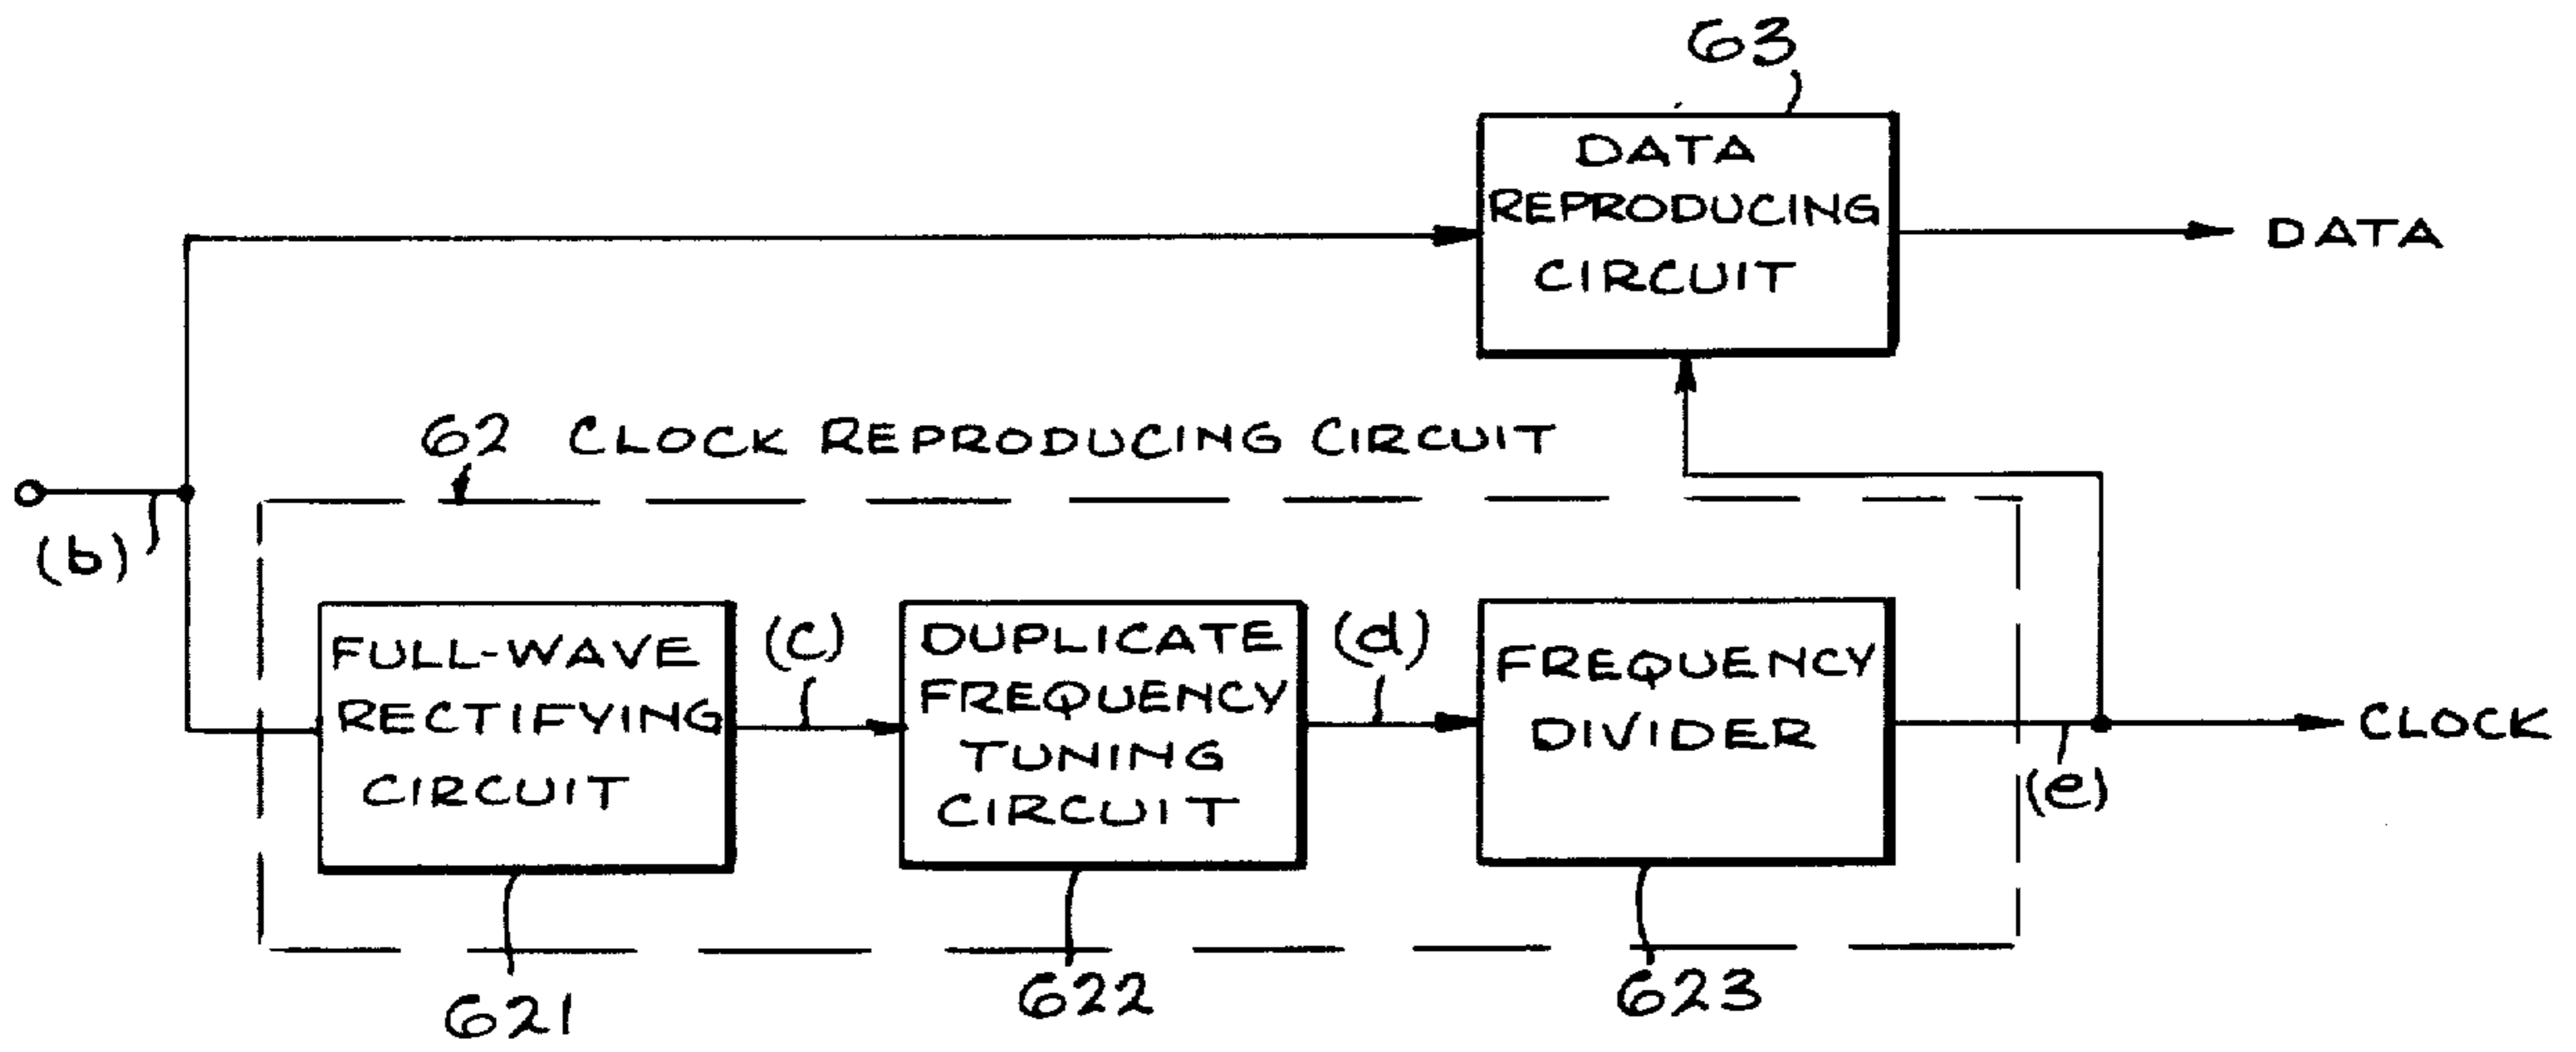 63
DATA
REPRODUCING
CIRCUIT
DATA
62 CLOCK REPRODUCING CIRCUIT
(b)
FULL-WAVE
RECTIFYING
CIRCUIT
(C)
DUPLICATE
FREQUENCY
TUNING
CIRCUIT
(d)
FREQUENCY
DIVIDER
(e)
CLOCK
621
622
623